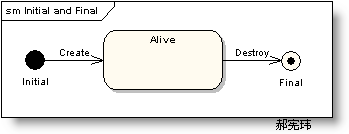 sm Initial and Final
Alive
Create
Destroy
Initial
Final
郝宪玮